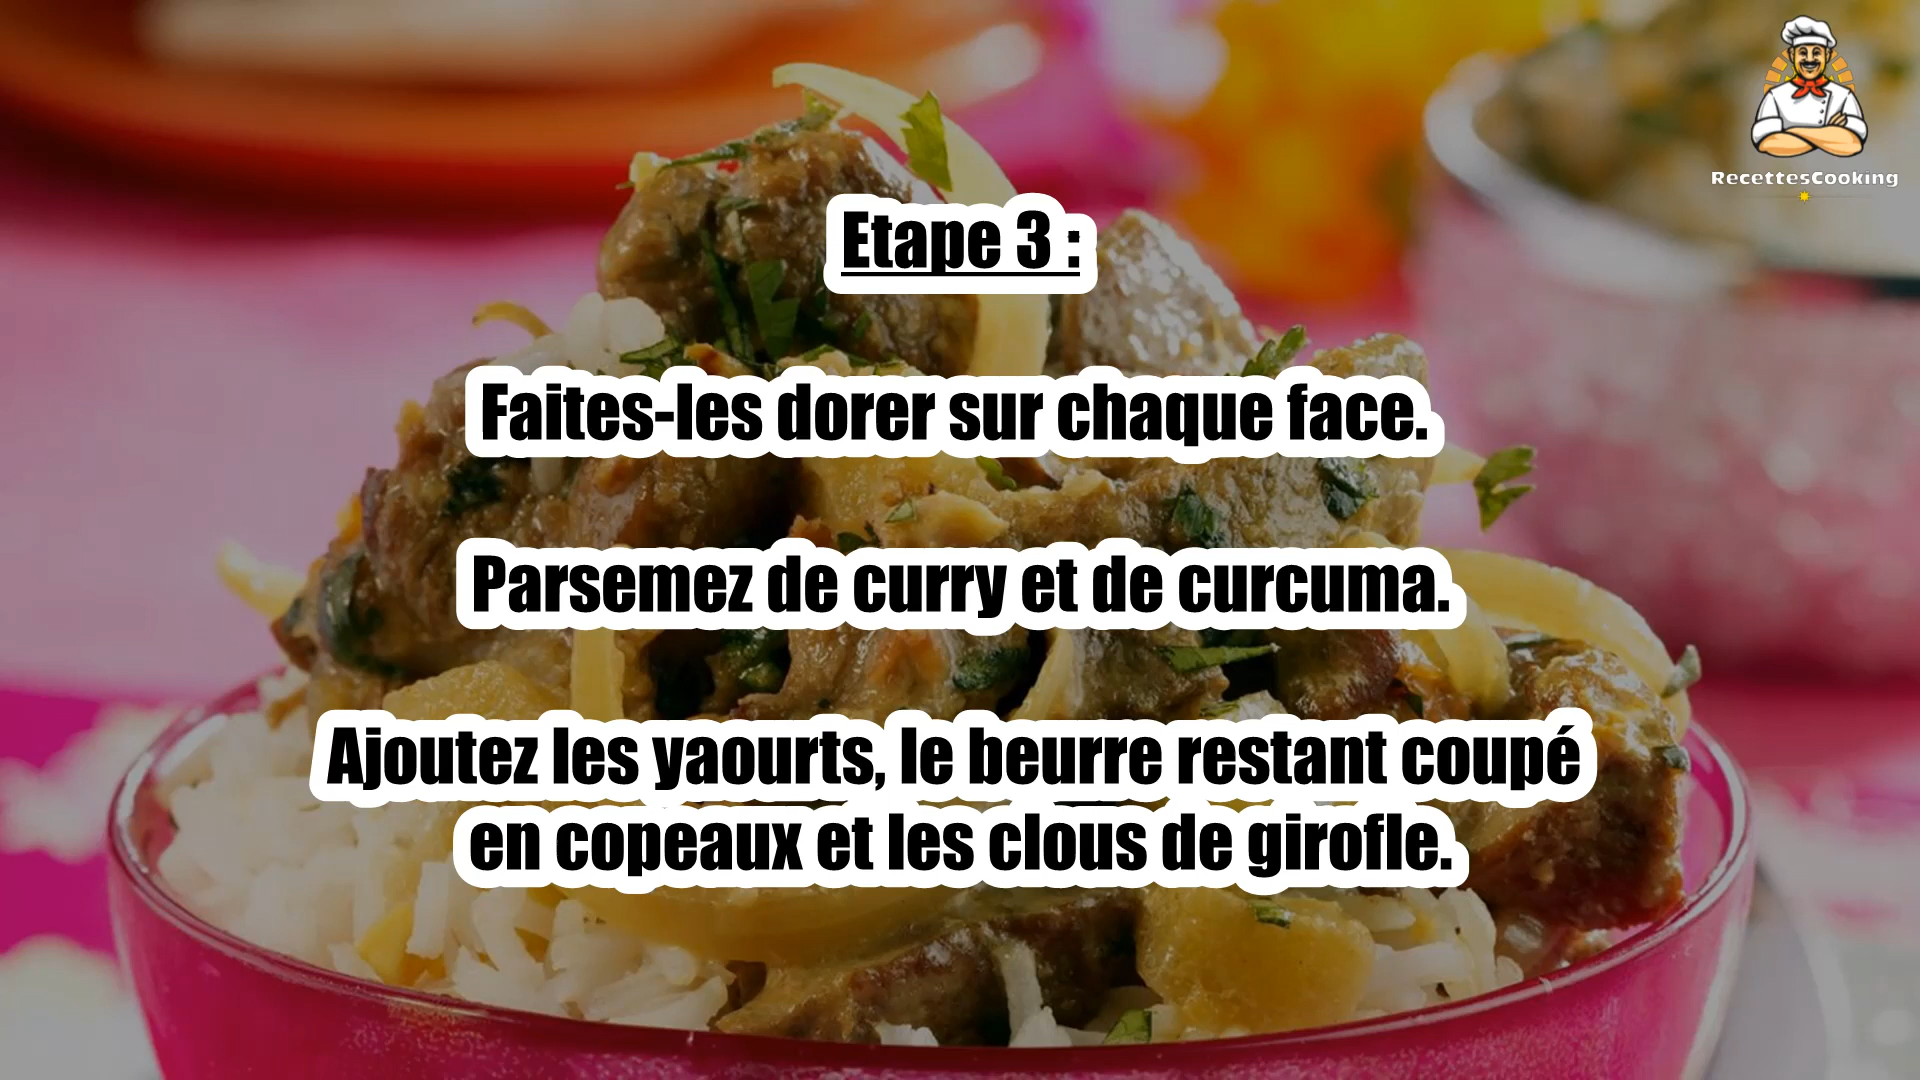 RecettesCooking
Etape 3 :
Faites-les dorer sur chaque face.
Parsemez de curry et de curcuma.
Ajoutez les yaourts, le beurre restant coupé
en copeaux et les clous de girofle.